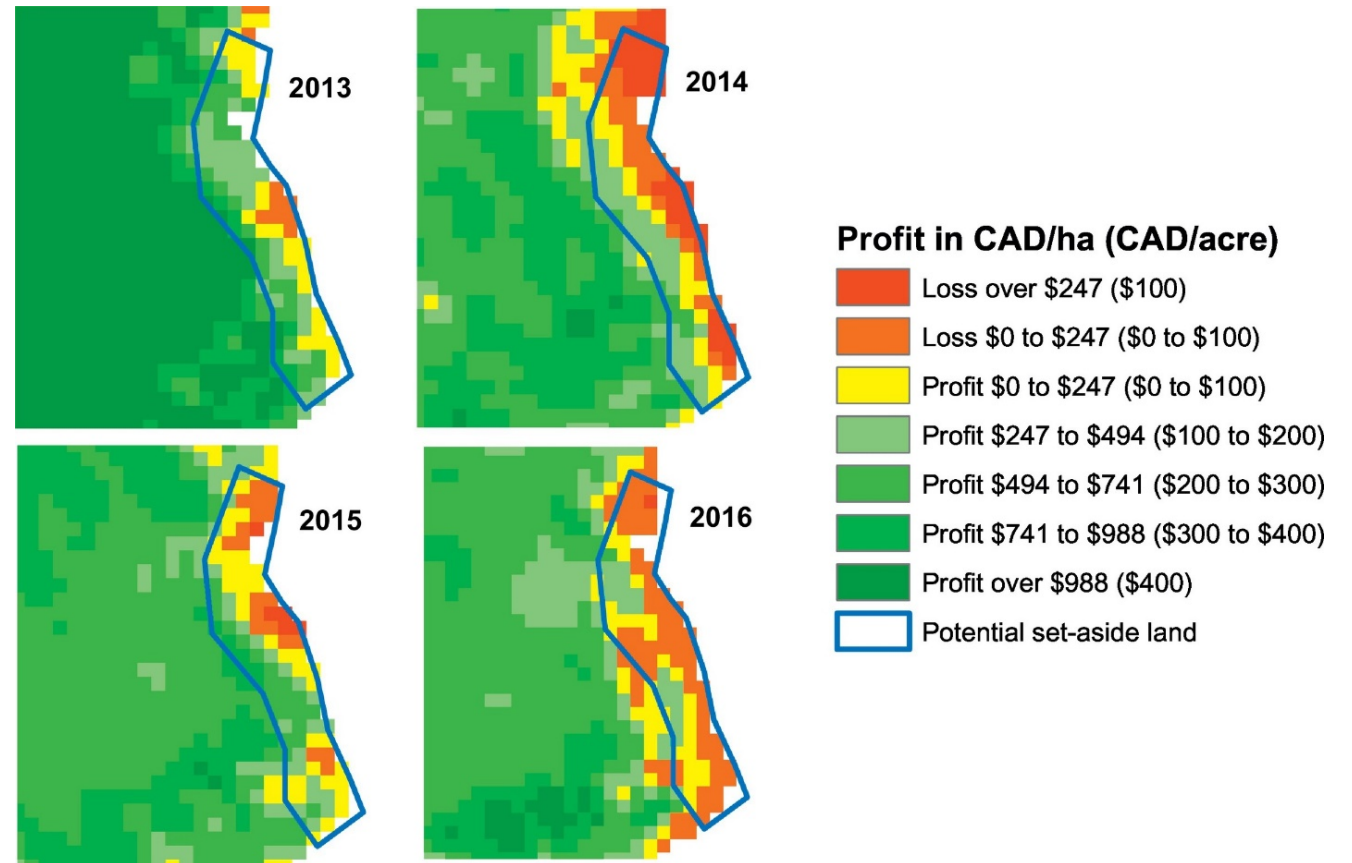 2013
2014
2015
2016
Profit in CAD/ha (CAD/acre)
Loss over $247 ($100)
Loss $0 to $247 ($0 to $100)
Profit $0 to $247 ($0 to $100)
Profit $247 to $494 ($100 to $200)
Profit $494 to $741 ($200 to $300)
Profit $741 to $988 ($300 to $400)
Profit over $988 ($400)
Potential set-aside land